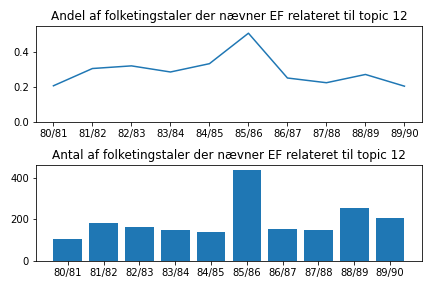 Andel af folketingstaler der nævner EF relateret til topic 12
0.4
0.2
0.0
80/81 81/82 82/83 83/84 84/85 85/86 86/87 87/88 88/89 89/90
Antal af folketingstaler der nævner EF relateret til topic 12
400
200
0
80/81 81/82 82/83 83/84 84/85 85/86 86/87 87/88 88/89 89/90